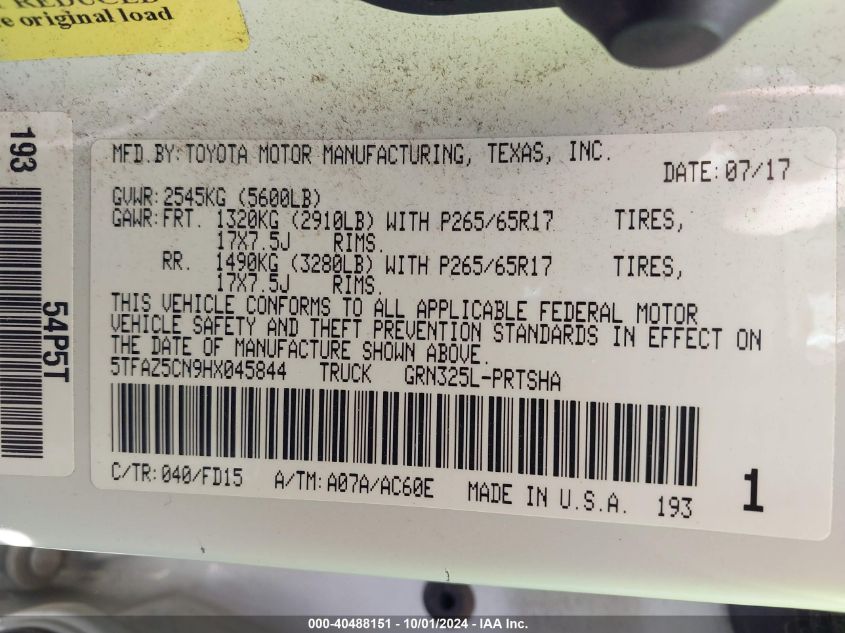 REDUCED
e original load
193
54P5T
MFD.BY:TOYOTA MOTOR MANUFACTURING, TEXAS, INC.
DATE:07/17
GVWR:2545KG (5600LB)
GAWR:FRT. 1320KG (2910LB) WITH P265/65R17 TIRES,
17X7.5J RIMS.
RR. 1490KG (3280LB) WITH P265/65R17 TIRES,
17X7.5J RIMS.
THIS VEHICLE CONFORMS TO ALL APPLICABLE FEDERAL MOTOR
VEHICLE SAFETY AND THEFT PREVENTION STANDARDS IN EFFECT ON
THE DATE OF MANUFACTURE SHOWN ABOVE.
5TFAZ5CN9HX045844 TRUCK GRN325L-PRTSHA
C/TR:040/FD15 A/TM:A07A/AC60E MADE IN U.S.A. 193
1
000-40488151 - 10/01/2024 - IAA Inc.